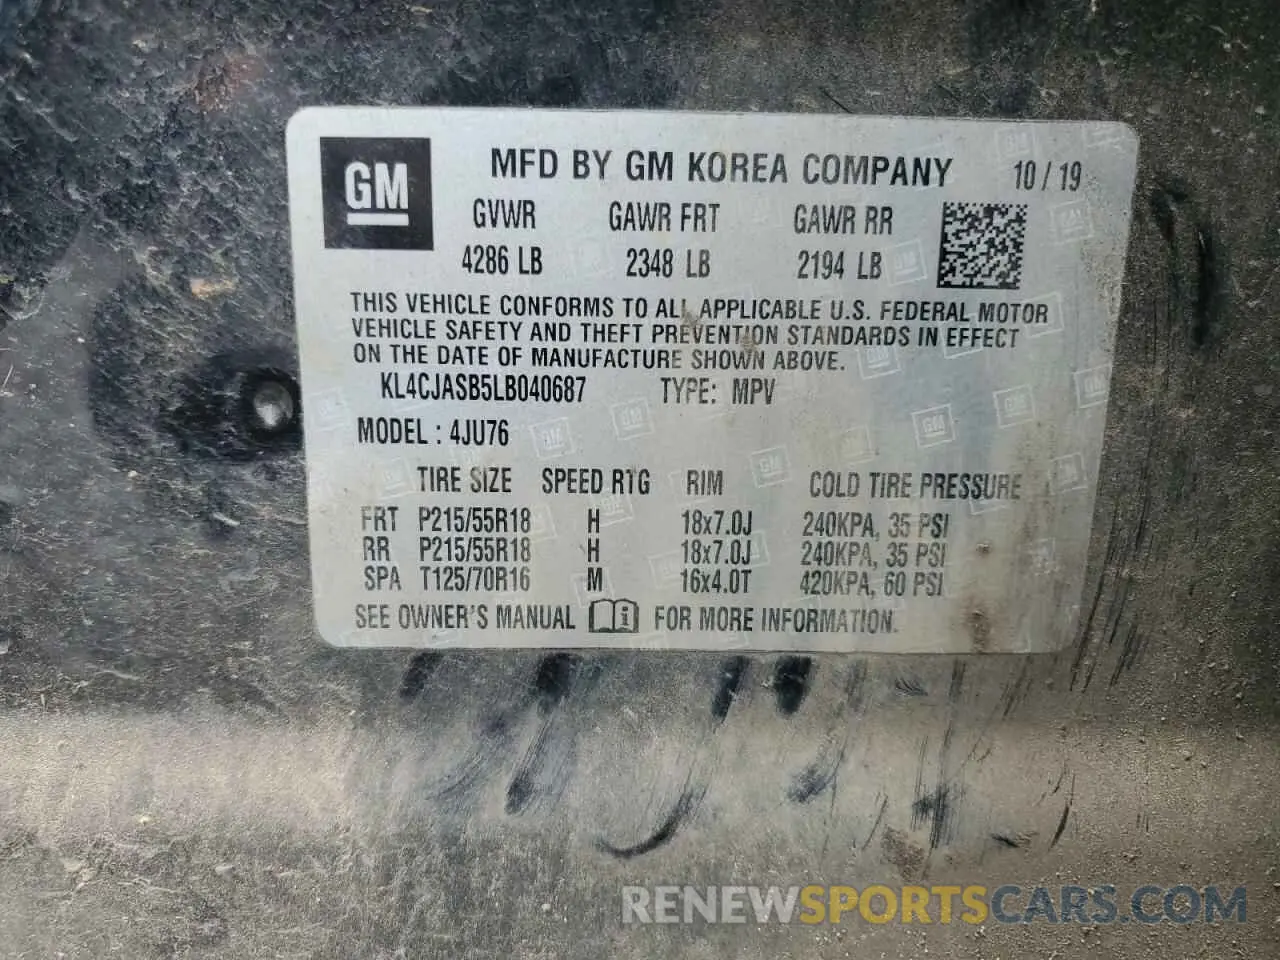 GM
MFD BY GM KOREA COMPANY 10/19
GVWR GAWR FRT GAWR RR
4286 LB 2348 LB 2194 LB
THIS VEHICLE CONFORMS TO ALL APPLICABLE U.S. FEDERAL MOTOR
VEHICLE SAFETY AND THEFT PREVENTION STANDARDS IN EFFECT
ON THE DATE OF MANUFACTURE SHOWN ABOVE.
KL4CJASB5LB040687 TYPE: MPV
MODEL : 4JU76
TIRE SIZE SPEED RTG RIM COLD TIRE PRESSURE
FRT P215/55R18 H 18x7.0J 240KPA, 35 PSI
RR P215/55R18 H 18x7.0J 240KPA, 35 PSI
SPA T125/70R16 M 16x4.0T 420KPA, 60 PSI
SEE OWNER'S MANUAL FOR MORE INFORMATION.
RENEWSPORTSCARS.COM